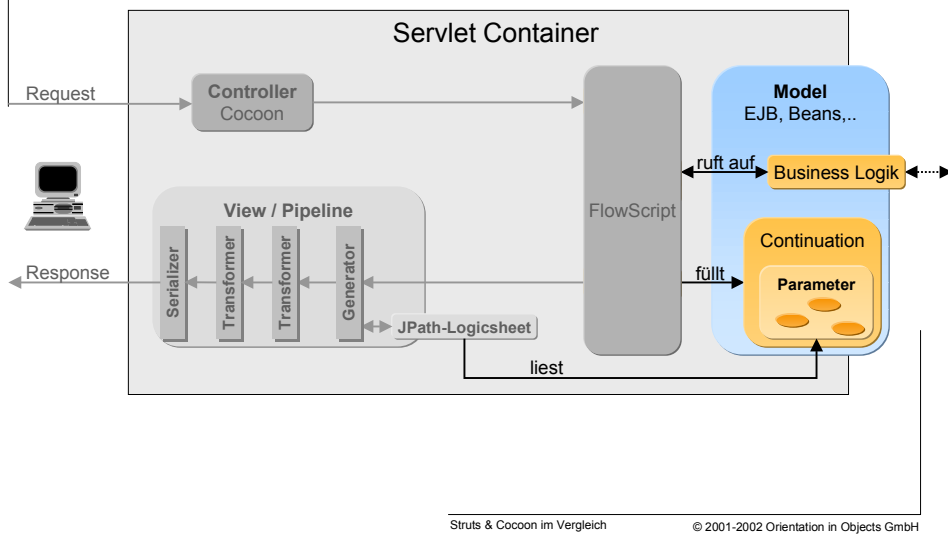 Servlet Container
Request
Controller
Cocoon
Model
EJB, Beans,..
ruft auf
Business Logik
View / Pipeline
FlowScript
Continuation
Response
Serializer
Transformer
Transformer
Generator
füllt
Parameter
JPath-Logicsheet
liest
Struts & Cocoon im Vergleich
© 2001-2002 Orientation in Objects GmbH